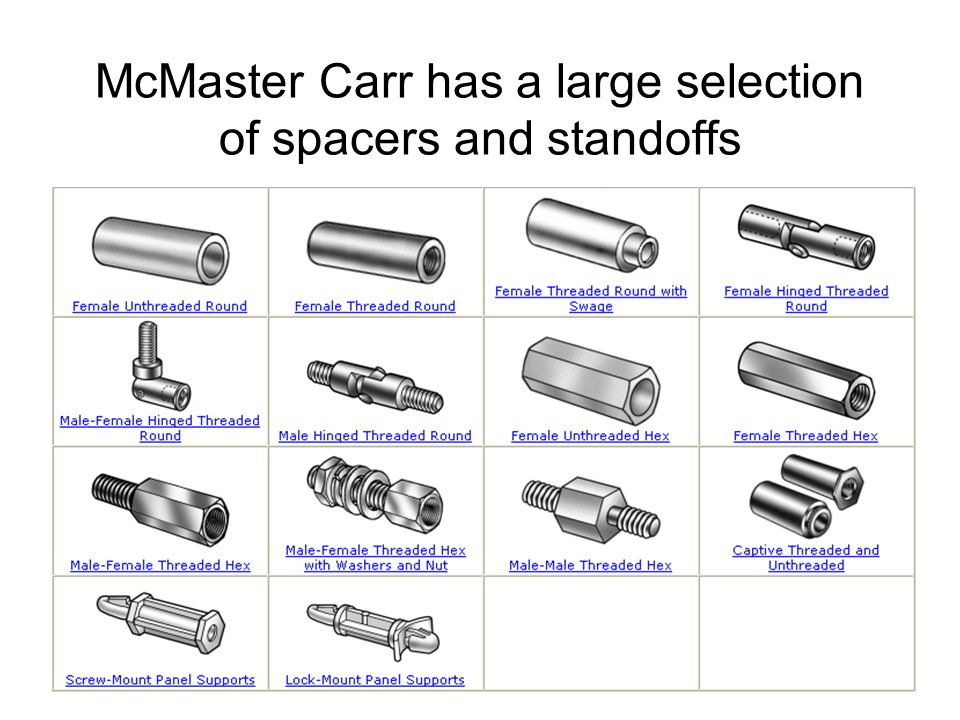 McMaster Carr has a large selection
of spacers and standoffs
Female Unthreaded Round
Female Threaded Round
Female Threaded Round with
Swage
Female Hinged Threaded
Round
Male-Female Hinged Threaded
Round
Male Hinged Threaded Round
Female Unthreaded Hex
Female Threaded Hex
Male-Female Threaded Hex
Male-Female Threaded Hex
with Washers and Nut
Male-Male Threaded Hex
Captive Threaded and
Unthreaded
Screw-Mount Panel Supports
Lock-Mount Panel Supports